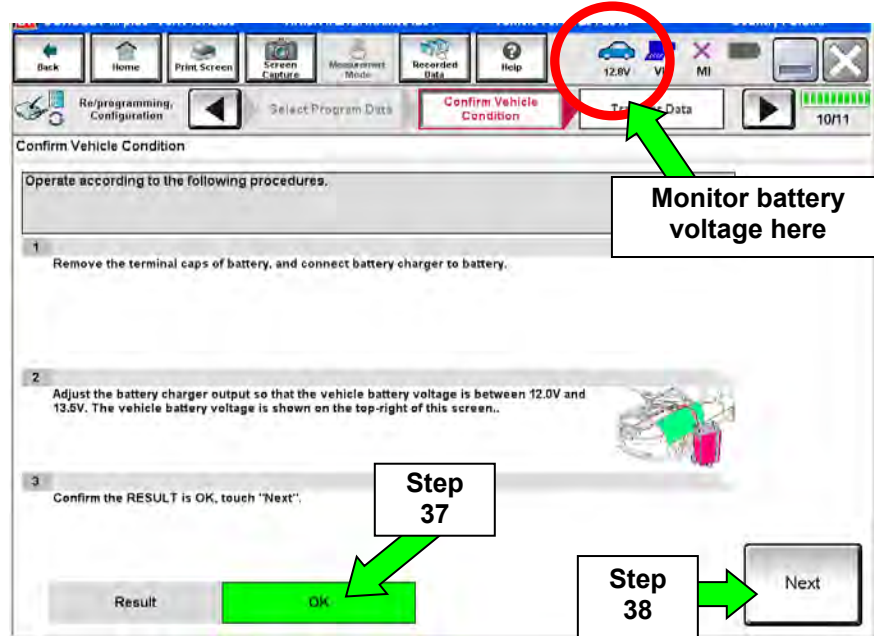 Back
Home
Print Screen
Screen
Capture
Measurement
Mode
Recorded
Data
Help
12.8V
VI
MI
Re/programming,
Configuration
Select Program Data
Confirm Vehicle
Condition
Data
10/11
Confirm Vehicle Condition
Operate according to the following procedures.
Monitor battery
voltage here
1
Remove the terminal caps of battery, and connect battery charger to battery.
2
Adjust the battery charger output so that the vehicle battery voltage is between 12.0V and
13.5V. The vehicle battery voltage is shown on the top-right of this screen..
3
Confirm the RESULT is OK, touch "Next".
Step
37
Result
OK
Step
38
Next